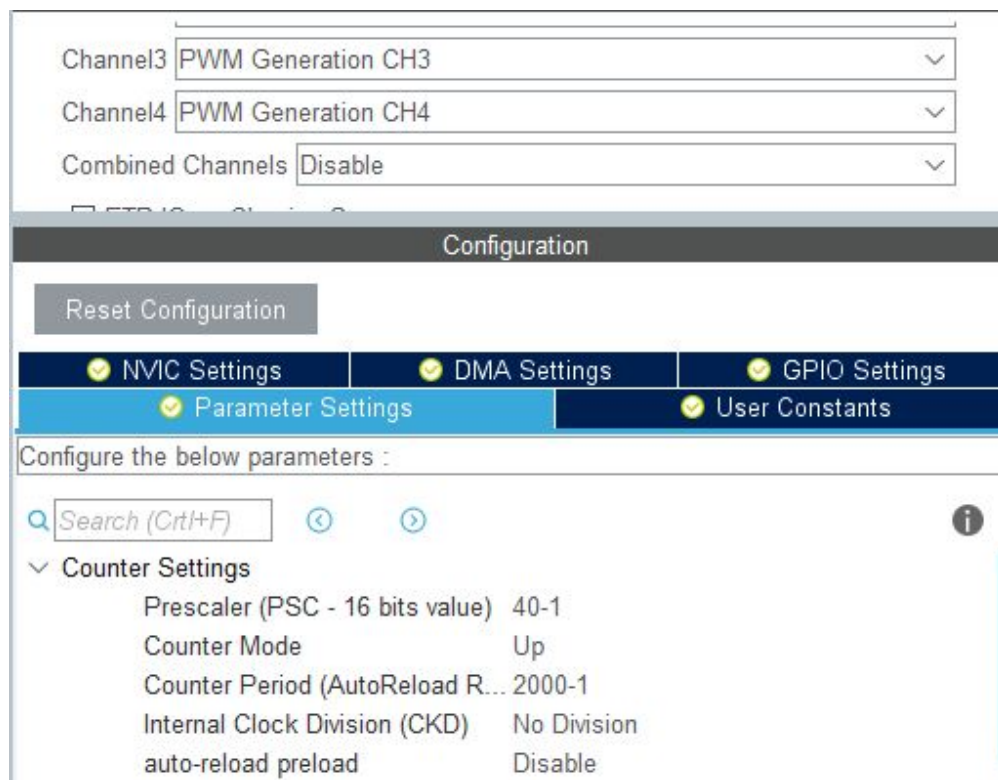 Channel3 PWM Generation CH3
Channel4 PWM Generation CH4
Combined Channels Disable
Configuration
Reset Configuration
NVIC Settings DMA Settings GPIO Settings
Parameter Settings User Constants
Configure the below parameters :
Search (CrtI+F)
Counter Settings
Prescaler (PSC - 16 bits value) 40-1
Counter Mode Up
Counter Period (AutoReload R... 2000-1
Internal Clock Division (CKD) No Division
auto-reload preload Disable